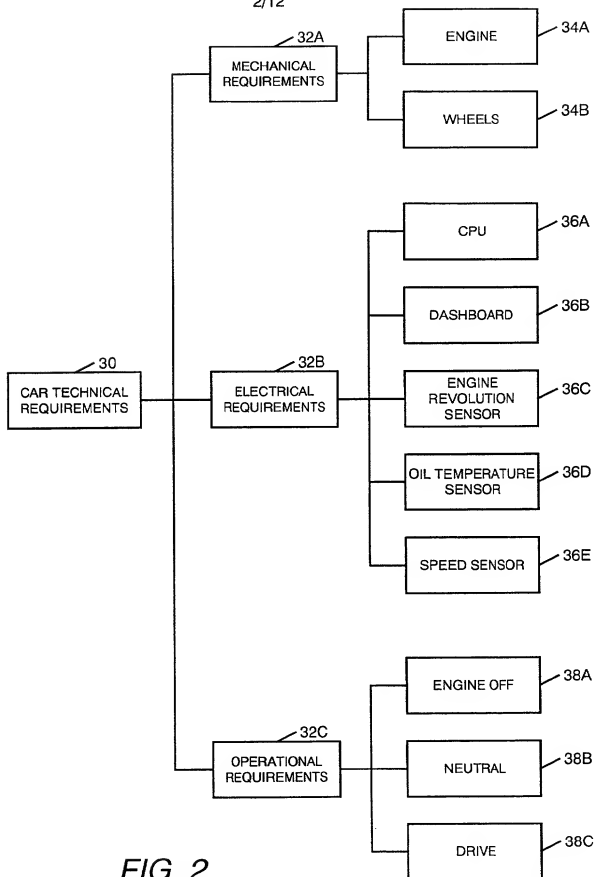 2/12
32A
MECHANICAL
REQUIREMENTS
ENGINE
34A
WHEELS
34B
CPU
36A
DASHBOARD
36B
30
CAR TECHNICAL
REQUIREMENTS
32B
ELECTRICAL
REQUIREMENTS
ENGINE
REVOLUTION
SENSOR
36C
OIL TEMPERATURE
SENSOR
36D
SPEED SENSOR
36E
ENGINE OFF
38A
32C
OPERATIONAL
REQUIREMENTS
NEUTRAL
38B
DRIVE
38C
FIG. 2